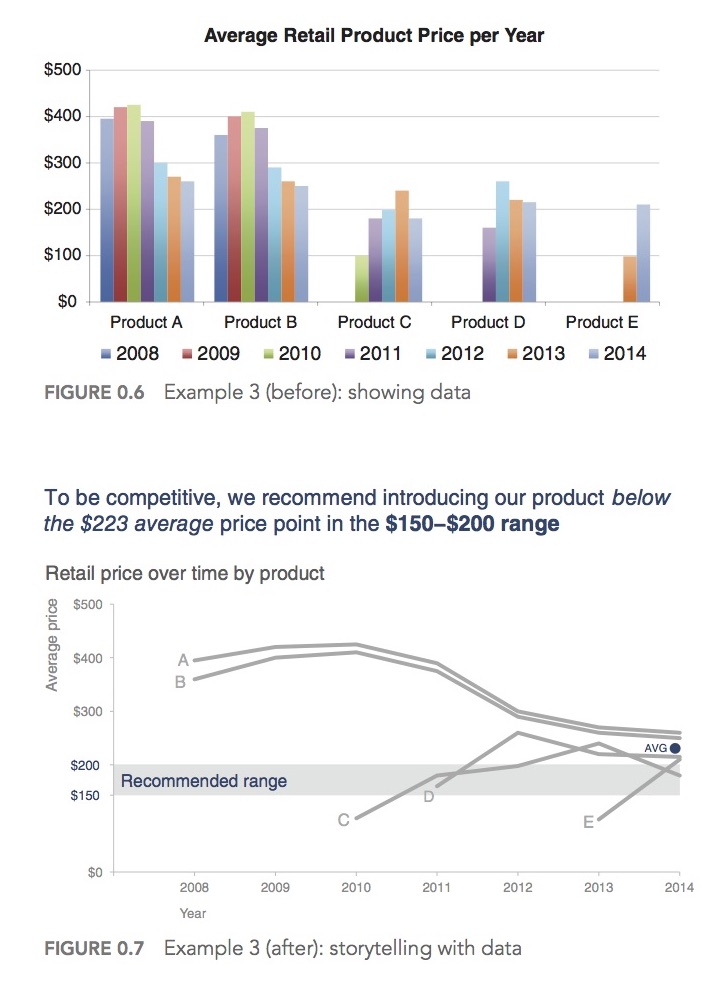 Average Retail Product Price per Year
$500
$400
$300
$200
$100
$0
Product A Product B Product C Product D Product E
2008 2009 2010 2011 2012 2013 2014
FIGURE 0.6 Example 3 (before): showing data
To be competitive, we recommend introducing our product below
the $223 average price point in the $150–$200 range
Retail price over time by product
Average price
$500
$400
$300
$200
$150
$0
A
B
C
D
E
AVG
Recommended range
2008 2009 2010 2011 2012 2013 2014
Year
FIGURE 0.7 Example 3 (after): storytelling with data